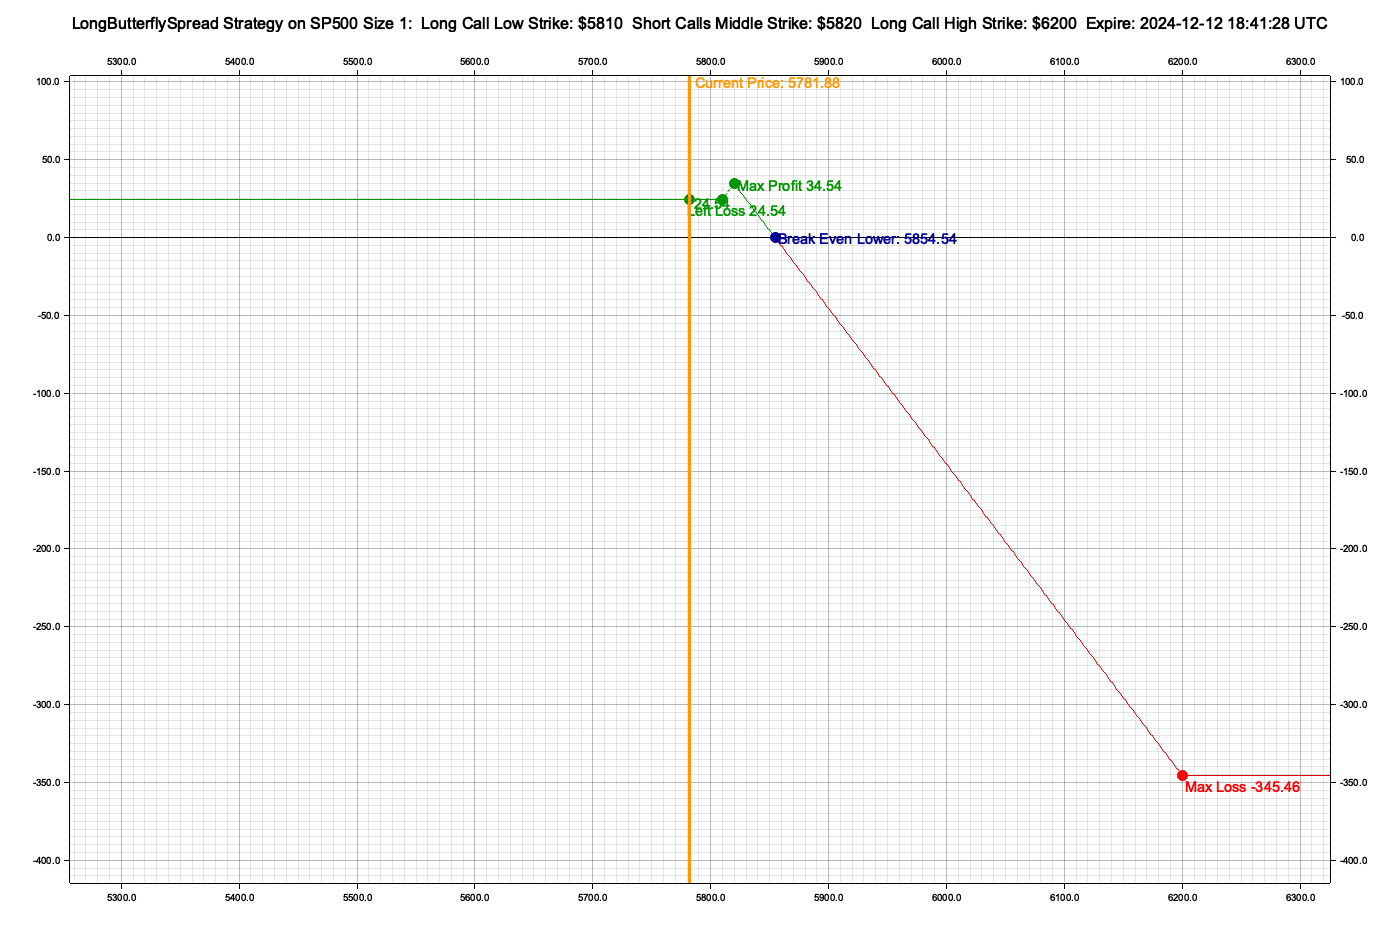 LongButterflySpread Strategy on SP500 Size 1:  Long Call Low Strike: $5810  Short Calls Middle Strike: $5820  Long Call High Strike: $6200  Expire: 2024-12-12 18:41:28 UTC
5300.0 5400.0 5500.0 5600.0 5700.0 5800.0 5900.0 6000.0 6100.0 6200.0 6300.0
100.0 Current Price: 5781.88 100.0
50.0 50.0
Max Profit 34.54
24.54
Left Loss 24.54
0.0 Break Even Lower: 5854.54 0.0
-50.0 -50.0
-100.0 -100.0
-150.0 -150.0
-200.0 -200.0
-250.0 -250.0
-300.0 -300.0
-350.0 -350.0
Max Loss -345.46
-400.0 -400.0
5300.0 5400.0 5500.0 5600.0 5700.0 5800.0 5900.0 6000.0 6100.0 6200.0 6300.0